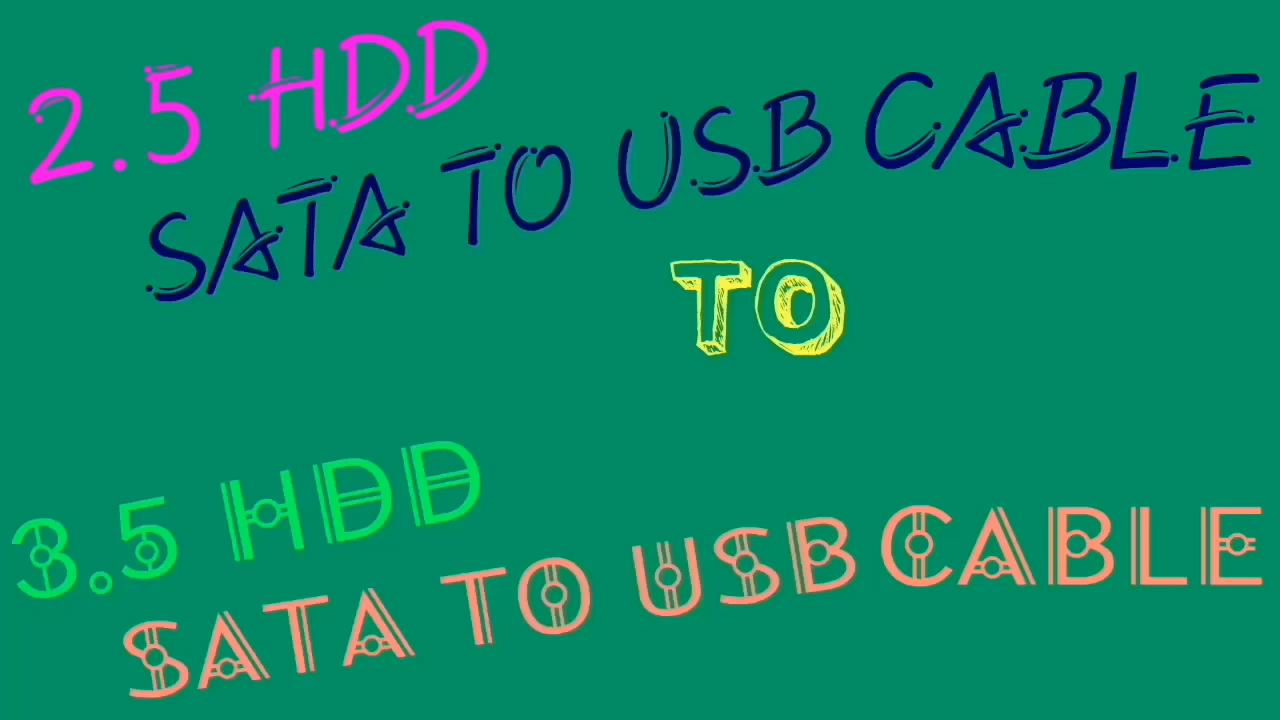 2.5 HDD
SATA TO USB CABLE
TO
3.5 HDD
SATA TO USB CABLE